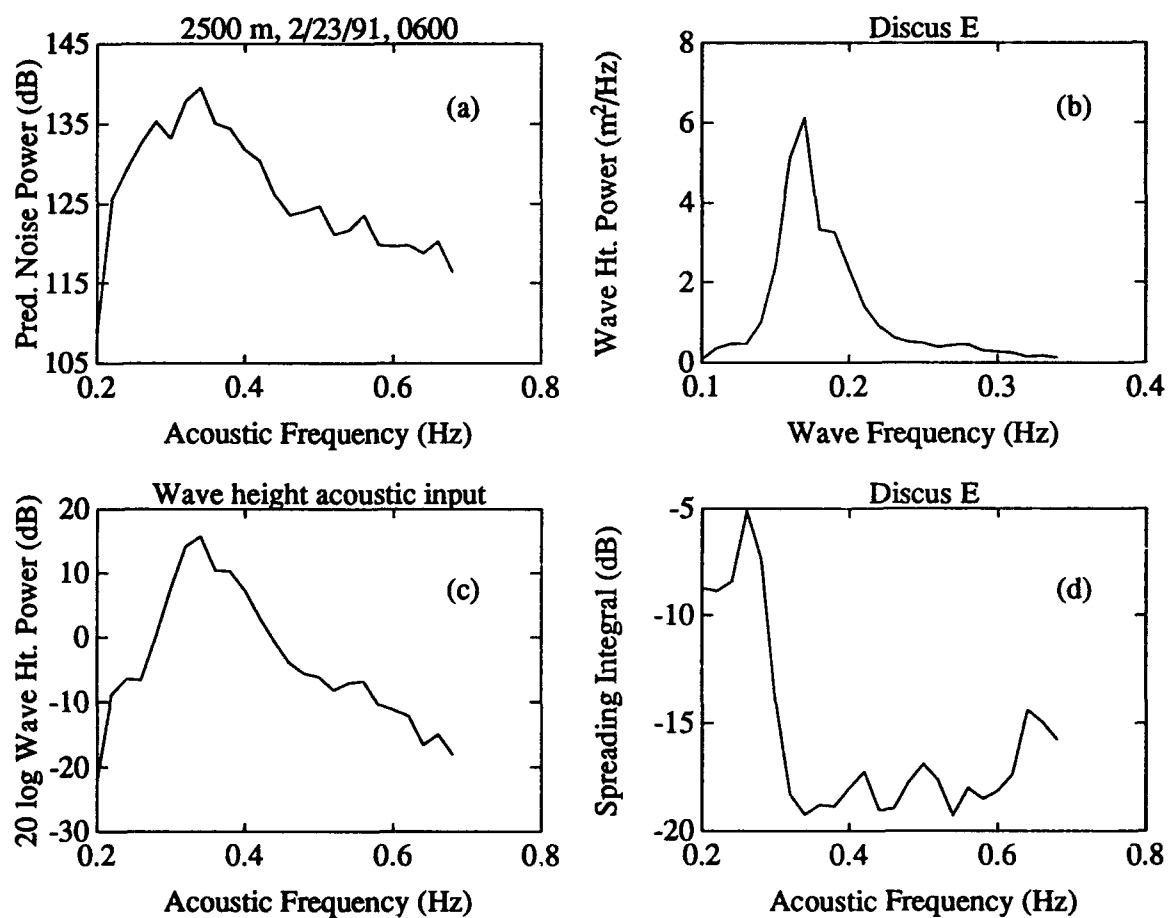 2500 m, 2/23/91, 0600
145
135
125
115
105
Pred. Noise Power (dB)
(a)
0.2 0.4 0.6 0.8
Acoustic Frequency (Hz)
Discus E
8
6
4
2
0
Wave Ht. Power (m²/Hz)
(b)
0.1 0.2 0.3 0.4
Wave Frequency (Hz)
Wave height acoustic input
20
10
0
-10
-20
-30
20 log Wave Ht. Power (dB)
(c)
0.2 0.4 0.6 0.8
Acoustic Frequency (Hz)
Discus E
-5
-10
-15
-20
Spreading Integral (dB)
(d)
0.2 0.4 0.6 0.8
Acoustic Frequency (Hz)